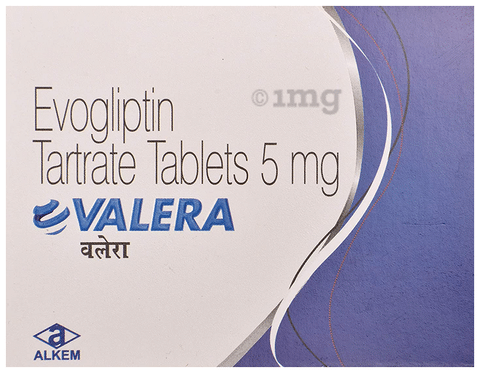 ©1mg
Evogliptin
Tartrate Tablets 5 mg
VALERA
वलेरा
a
ALKEM